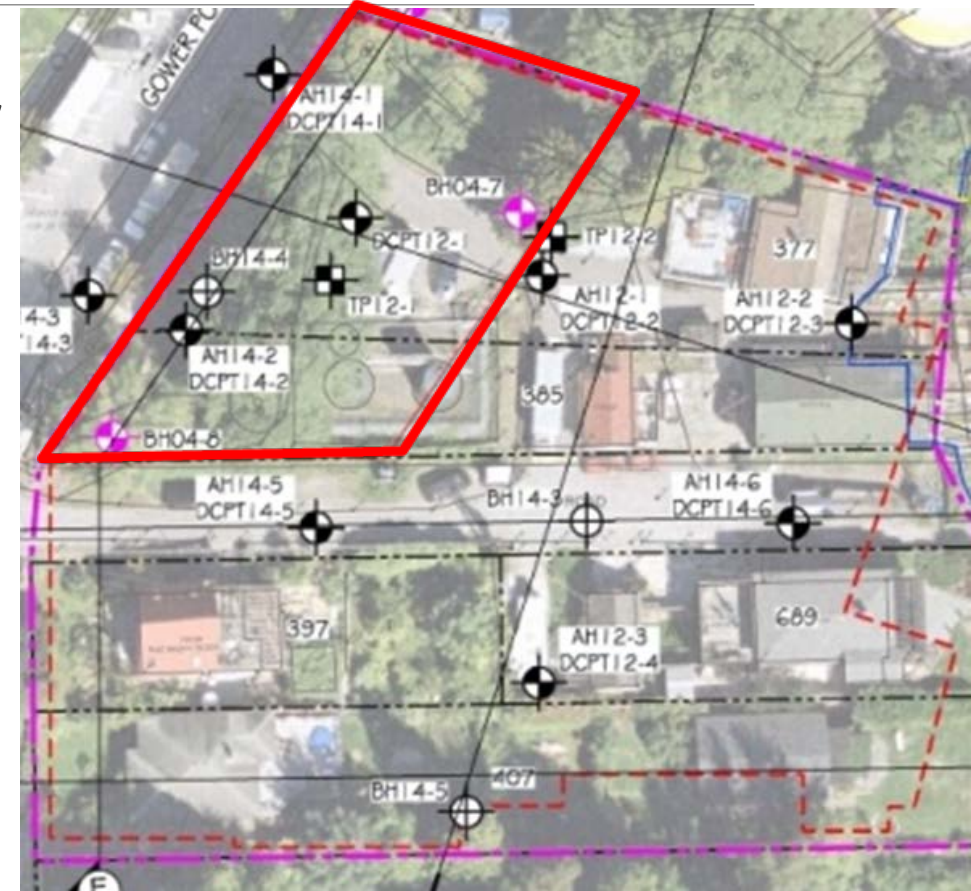 GOWER PO
AH14-1
DCPT14-1
BH04-7
DCPT12-1
TP12-2
BH14-4
TP12-1
377
AH12-1
DCPT12-2
AH12-2
DCPT12-3
4-3
14-3
AH14-2
DCPT14-2
385
BH04-8
AH14-5
DCPT14-5
BH14-3
AH14-6
DCPT14-6
397
689
AH12-3
DCPT12-4
BH14-5
407
E